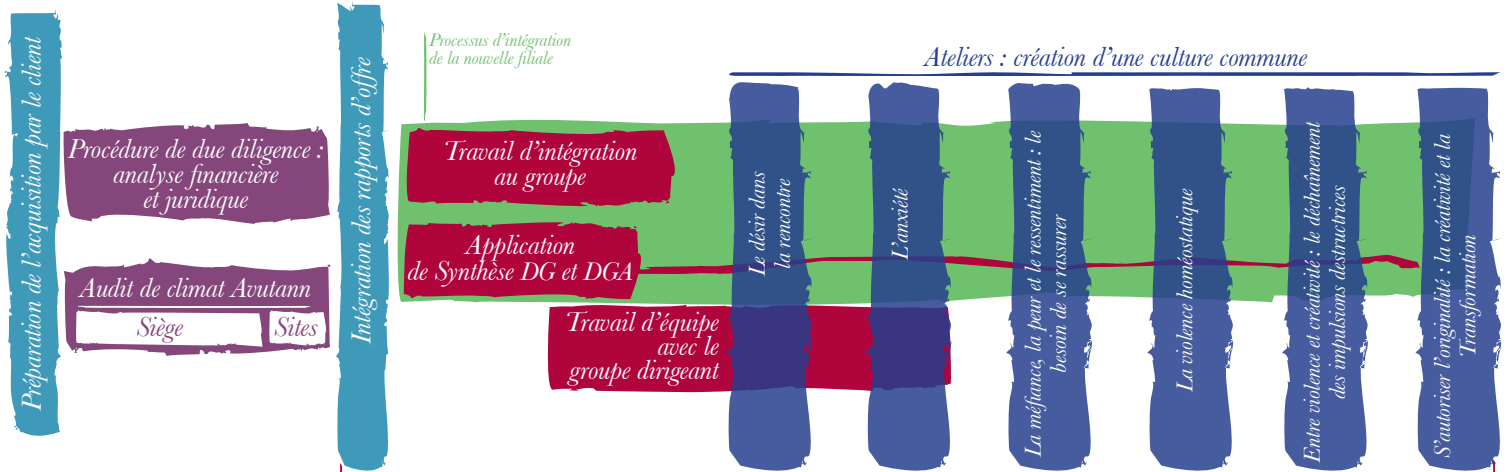 Préparation de l'acquisition par le client
Procédure de due diligence :
analyse financière
et juridique
Audit de climat Avutann
Siège
Sites
Intégration des rapports d'offre
Processus d'intégration
de la nouvelle filiale
Travail d'intégration
au groupe
Application
de Synthèse DG et DGA
Travail d'équipe
avec le
groupe dirigeant
Ateliers : création d'une culture commune
Le désir dans
la rencontre
L'anxiété
La méfiance, la peur et le ressentiment : le
besoin de se rassurer
La violence homéostatique
Entre violence et créativité : le déchaînement
des impulsions destructrices
S'autoriser l'originalité : la créativité et la
Transformation